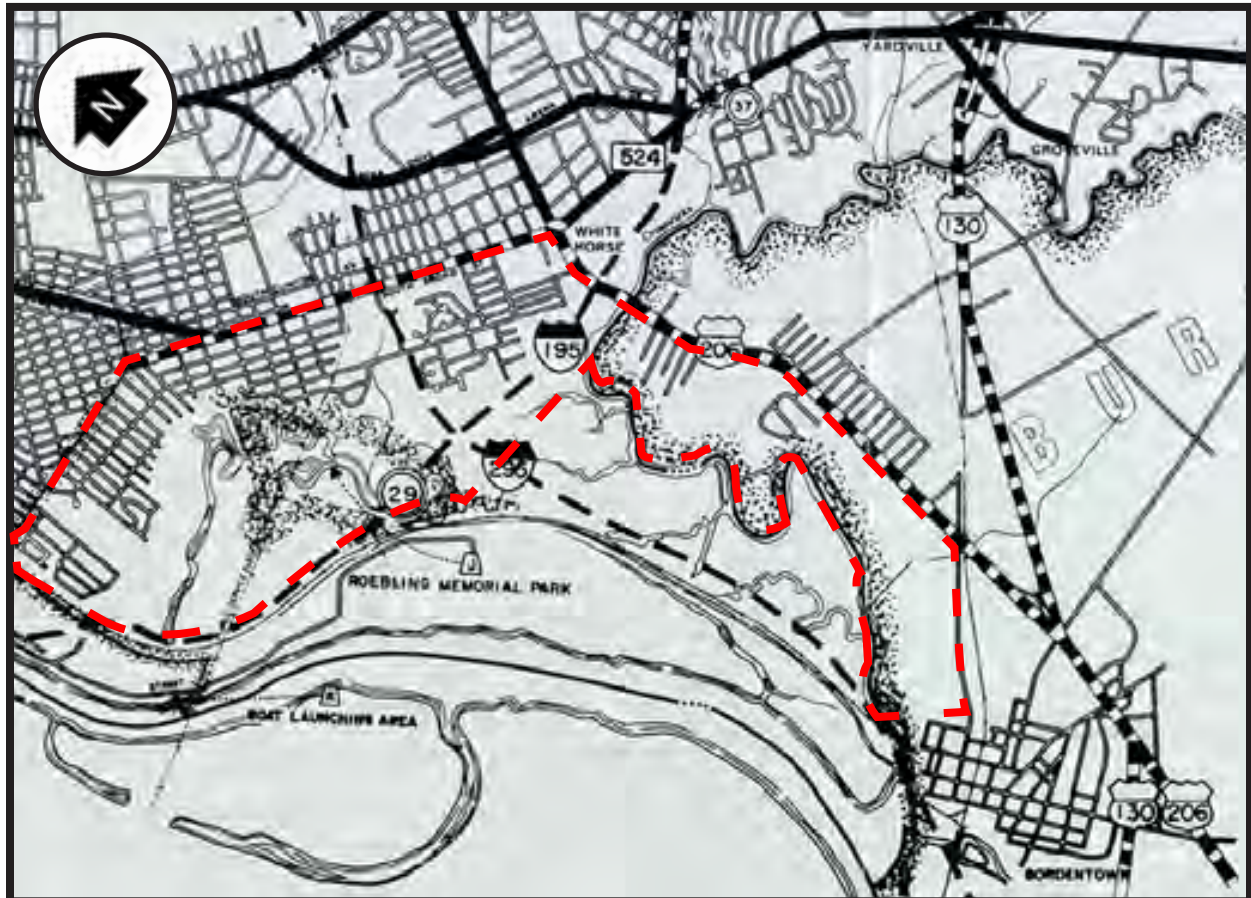 N
YARDVILLE
37
524
GROVEVILLE
130
WHITE
HORSE
195
206
BUR
29
ROEBLING MEMORIAL PARK
BOAT LAUNCHING AREA
130
206
BORDENTOWN